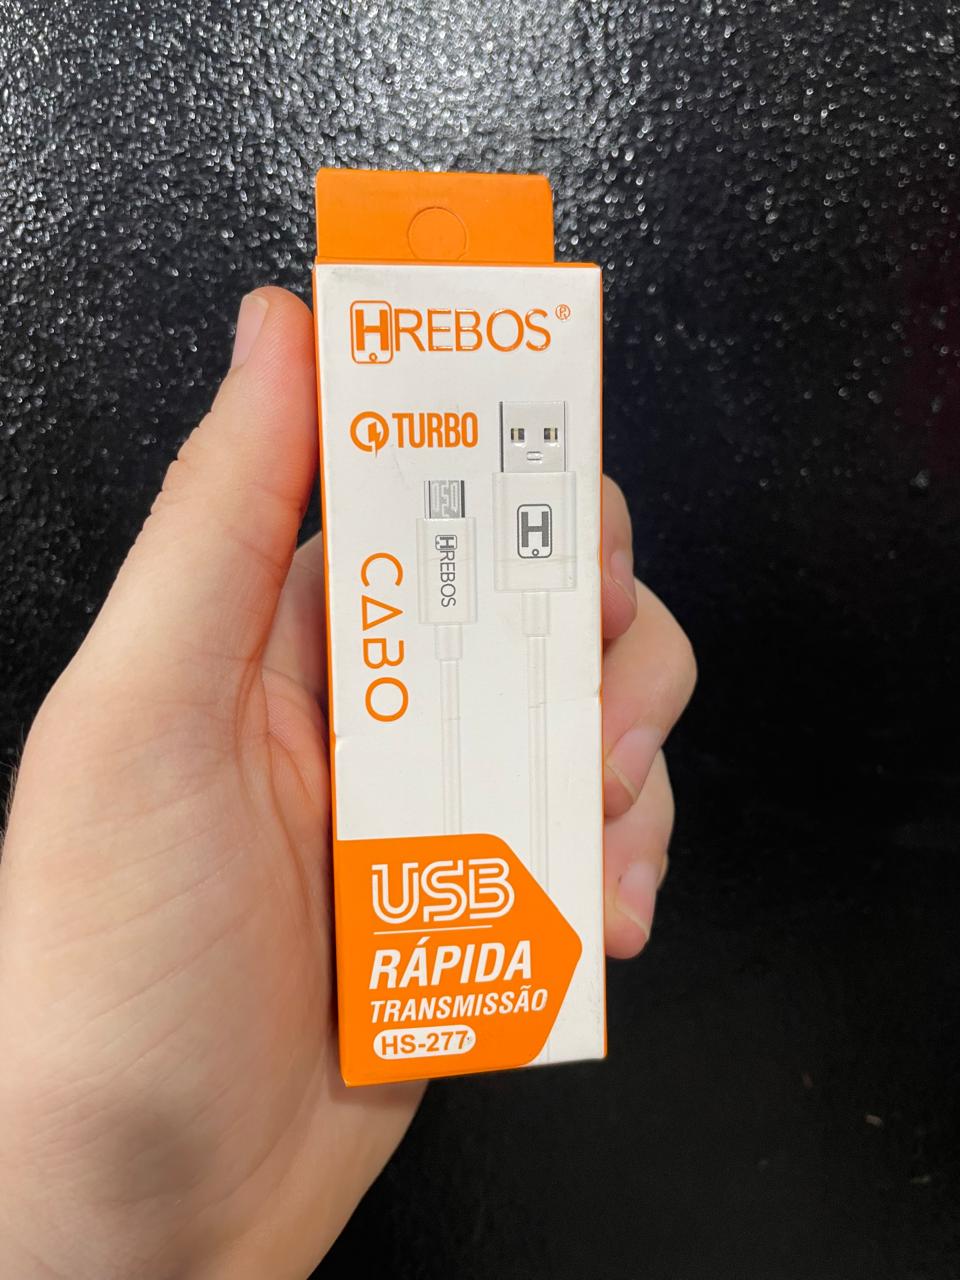 HREBOS®
TURBO
H
HREBOS
CABO
USB
RÁPIDA
TRANSMISSÃO
HS-277